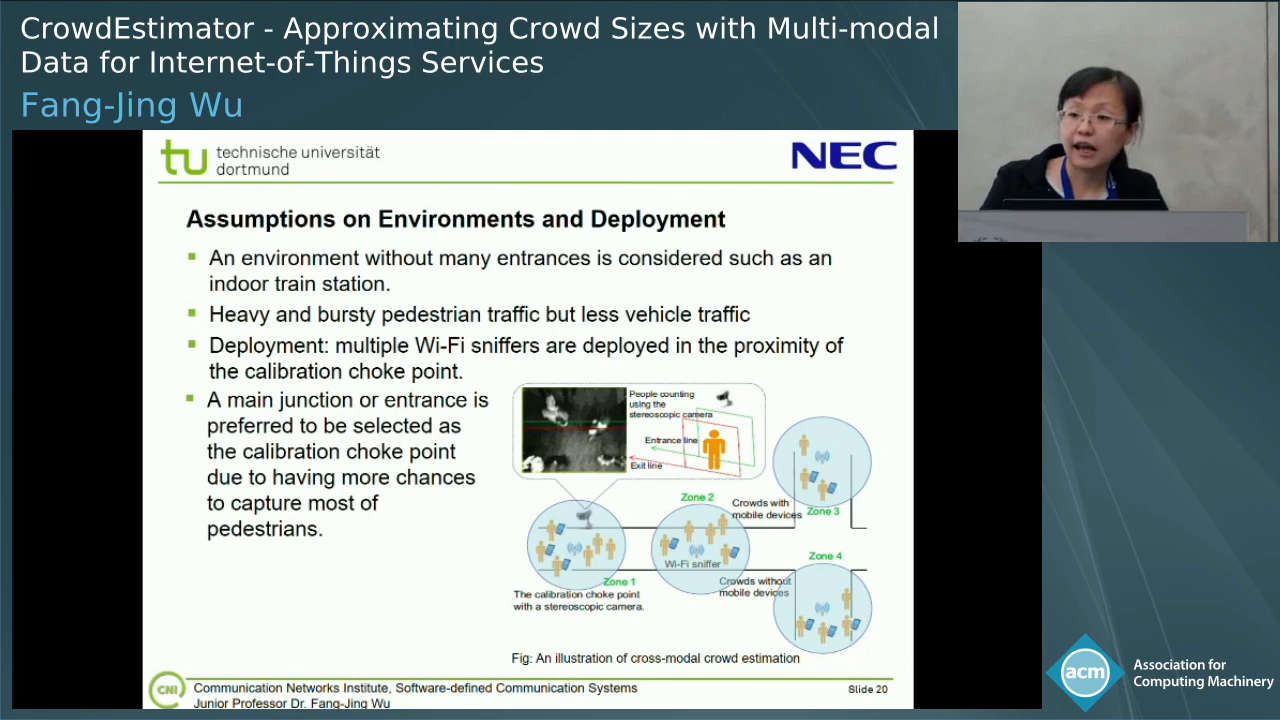 CrowdEstimator - Approximating Crowd Sizes with Multi-modal
Data for Internet-of-Things Services
Fang-Jing Wu
tu technische universität
dortmund
NEC
Assumptions on Environments and Deployment
An environment without many entrances is considered such as an
indoor train station.
Heavy and bursty pedestrian traffic but less vehicle traffic
Deployment: multiple Wi-Fi sniffers are deployed in the proximity of
the calibration choke point.
A main junction or entrance is
preferred to be selected as
the calibration choke point
due to having more chances
to capture most of
pedestrians.
People counting
using the
stereoscopic camera
Entrance line
Exit line
Zone 2
Crowds with
mobile devices
Zone 3
Wi-Fi sniffer
Zone 4
Zone 1
Crowds without
mobile devices
The calibration choke point
with a stereoscopic camera.
Fig: An illustration of cross-modal crowd estimation
CNI
Communication Networks Institute, Software-defined Communication Systems
Junior Professor Dr. Fang-Jing Wu
Slide 20
acm
Association for
Computing Machinery